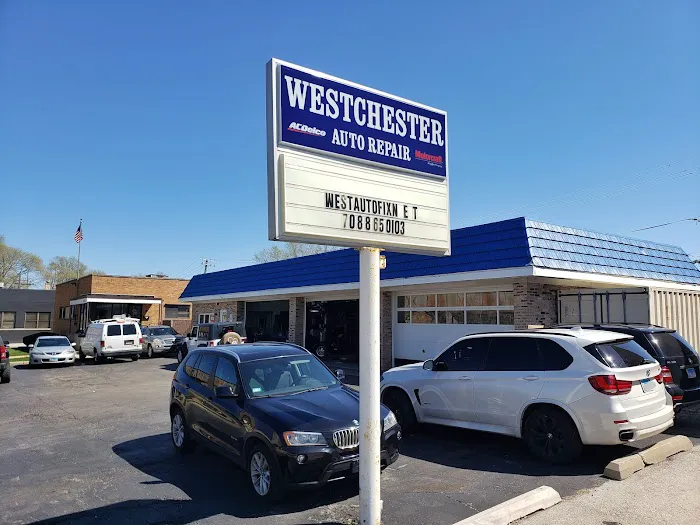 WESTCHESTER
AUTO REPAIR
ACDelco
Motorcraft
WESTAUTOFIXN E T
7088650103